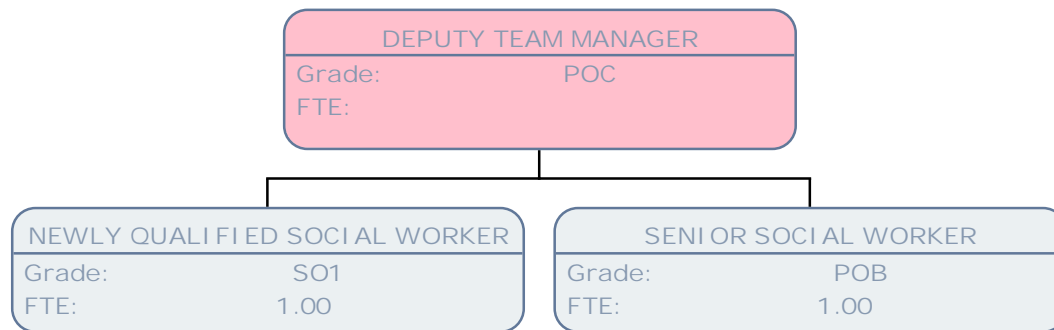 DEPUTY TEAM MANAGER
Grade: POC
FTE:
NEWLY QUALIFIED SOCIAL WORKER
Grade: SO1
FTE: 1.00
SENIOR SOCIAL WORKER
Grade: POB
FTE: 1.00